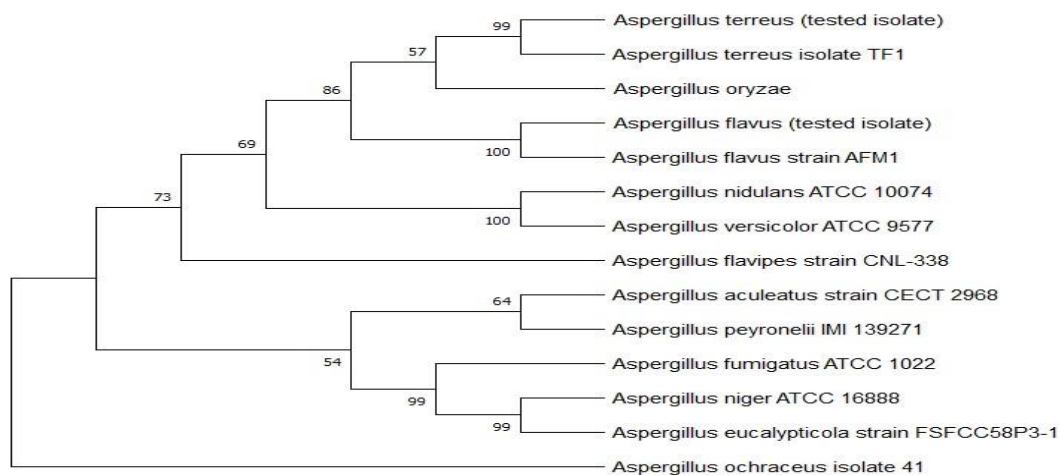 99
Aspergillus terreus (tested isolate)
57
Aspergillus terreus isolate TF1
86
Aspergillus oryzae
69
Aspergillus flavus (tested isolate)
100
Aspergillus flavus strain AFM1
73
Aspergillus nidulans ATCC 10074
100
Aspergillus versicolor ATCC 9577
Aspergillus flavipes strain CNL-338
64
Aspergillus aculeatus strain CECT 2968
Aspergillus peyronelii IMI 139271
54
Aspergillus fumigatus ATCC 1022
99
Aspergillus niger ATCC 16888
99
Aspergillus eucalypticola strain FSFCC58P3-1
Aspergillus ochraceus isolate 41